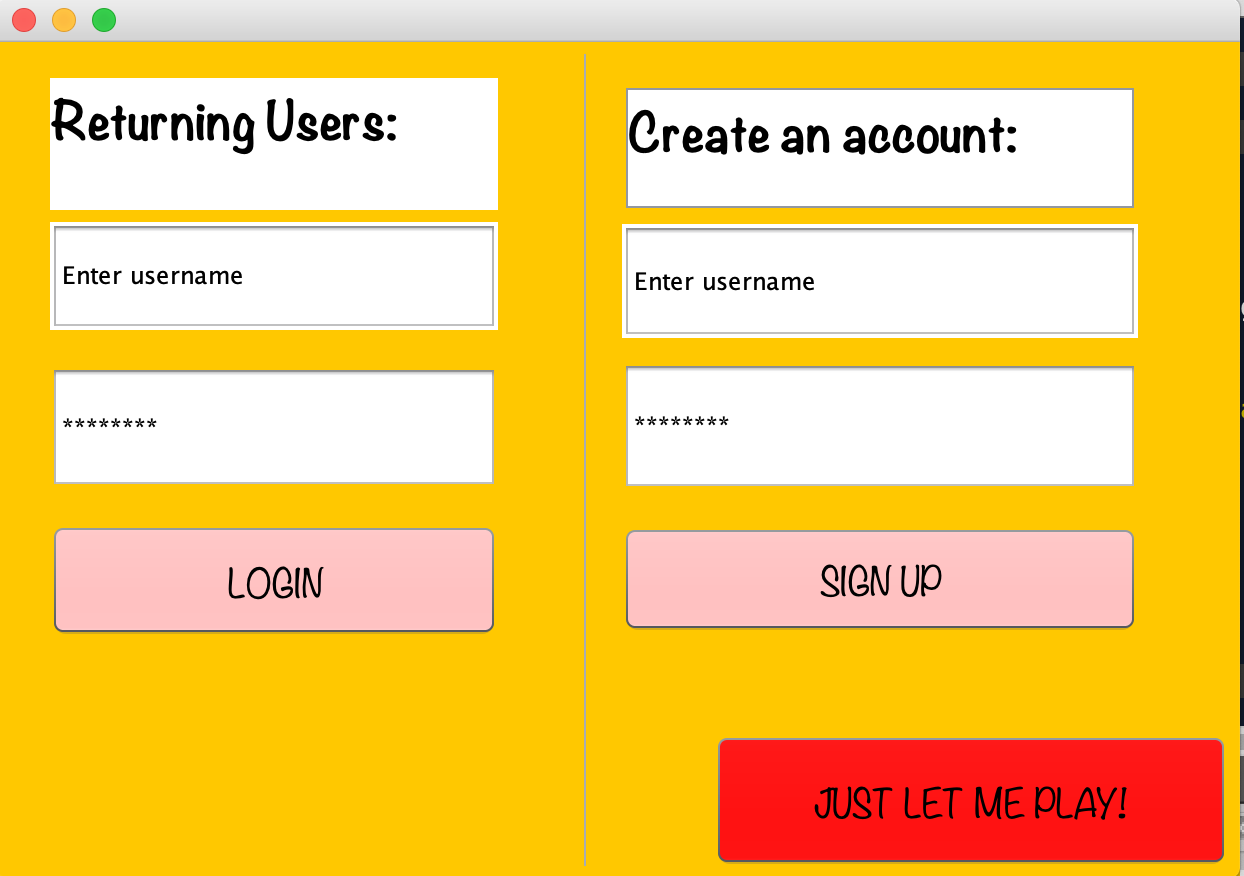 Returning Users:
Enter username
********
LOGIN
Create an account:
Enter username
********
SIGN UP
JUST LET ME PLAY!